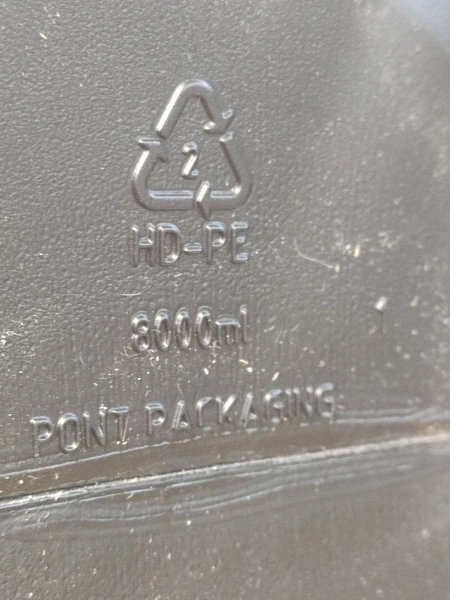 2
HD-PE
8000ml
PONT PACKAGING